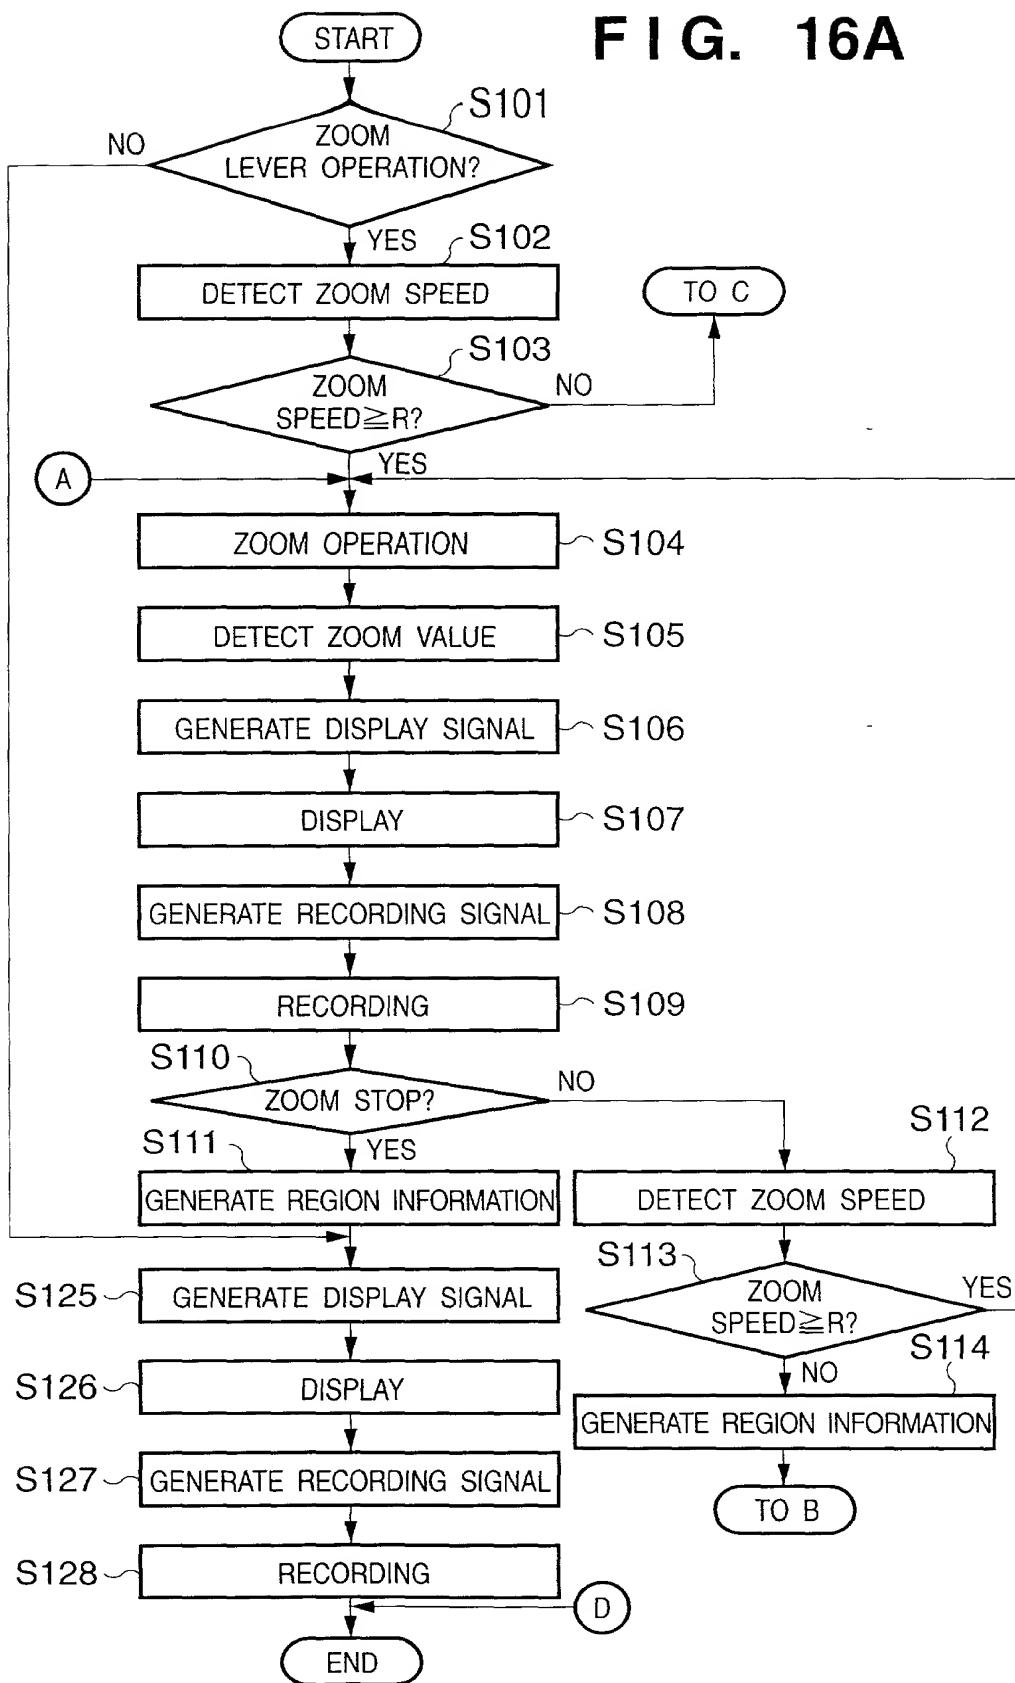 FIG. 16A
START
S101
ZOOM
LEVER OPERATION?
NO
YES
S102
DETECT ZOOM SPEED
TO C
S103
ZOOM
SPEED≧R?
NO
YES
A
ZOOM OPERATION
S104
DETECT ZOOM VALUE
S105
GENERATE DISPLAY SIGNAL
S106
DISPLAY
S107
GENERATE RECORDING SIGNAL
S108
RECORDING
S109
S110
ZOOM STOP?
NO
YES
S111
GENERATE REGION INFORMATION
S112
DETECT ZOOM SPEED
S113
ZOOM
SPEED≧R?
YES
NO
S114
GENERATE REGION INFORMATION
TO B
S125
GENERATE DISPLAY SIGNAL
S126
DISPLAY
S127
GENERATE RECORDING SIGNAL
S128
RECORDING
D
END